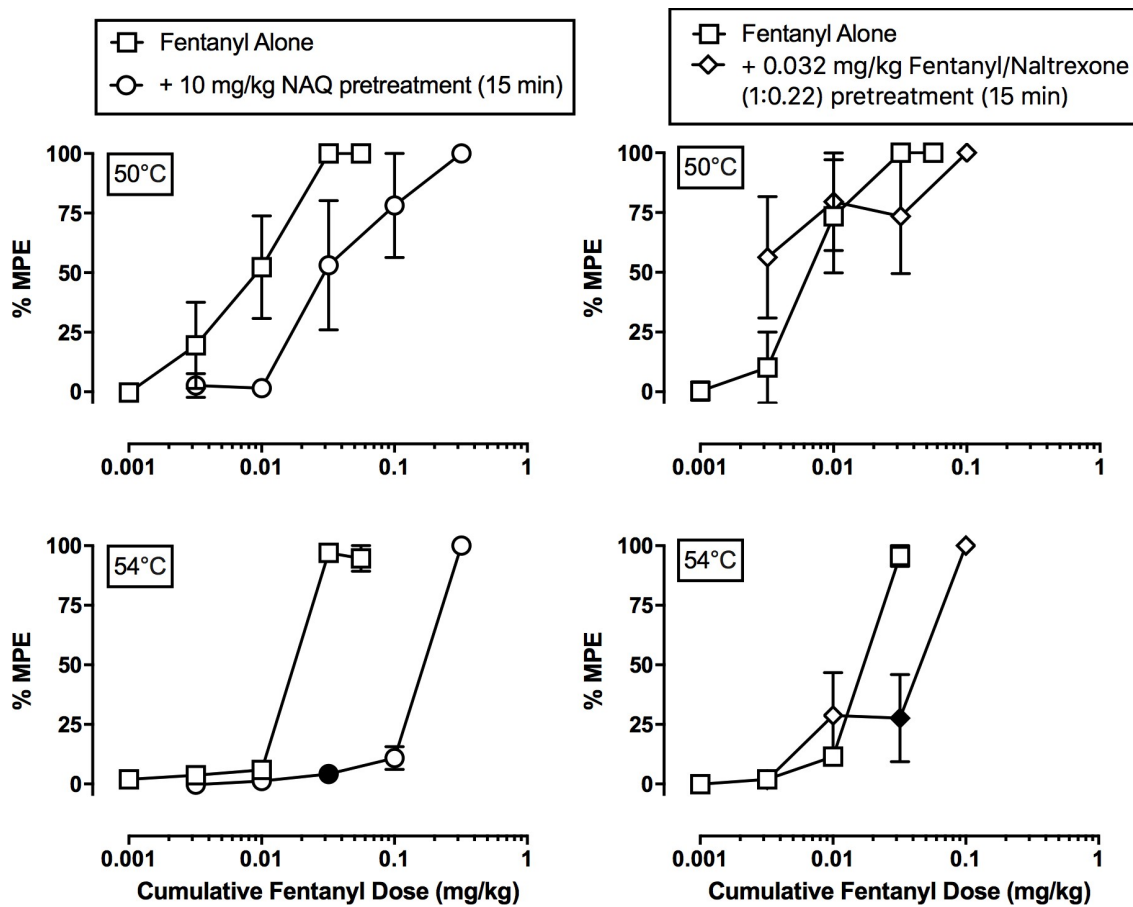 Fentanyl Alone
+ 10 mg/kg NAQ pretreatment (15 min)
Fentanyl Alone
+ 0.032 mg/kg Fentanyl/Naltrexone
(1:0.22) pretreatment (15 min)
50°C
% MPE
100
75
50
25
0
0.001 0.01 0.1 1
50°C
% MPE
100
75
50
25
0
0.001 0.01 0.1 1
54°C
% MPE
100
75
50
25
0
0.001 0.01 0.1 1
Cumulative Fentanyl Dose (mg/kg)
54°C
% MPE
100
75
50
25
0
0.001 0.01 0.1 1
Cumulative Fentanyl Dose (mg/kg)